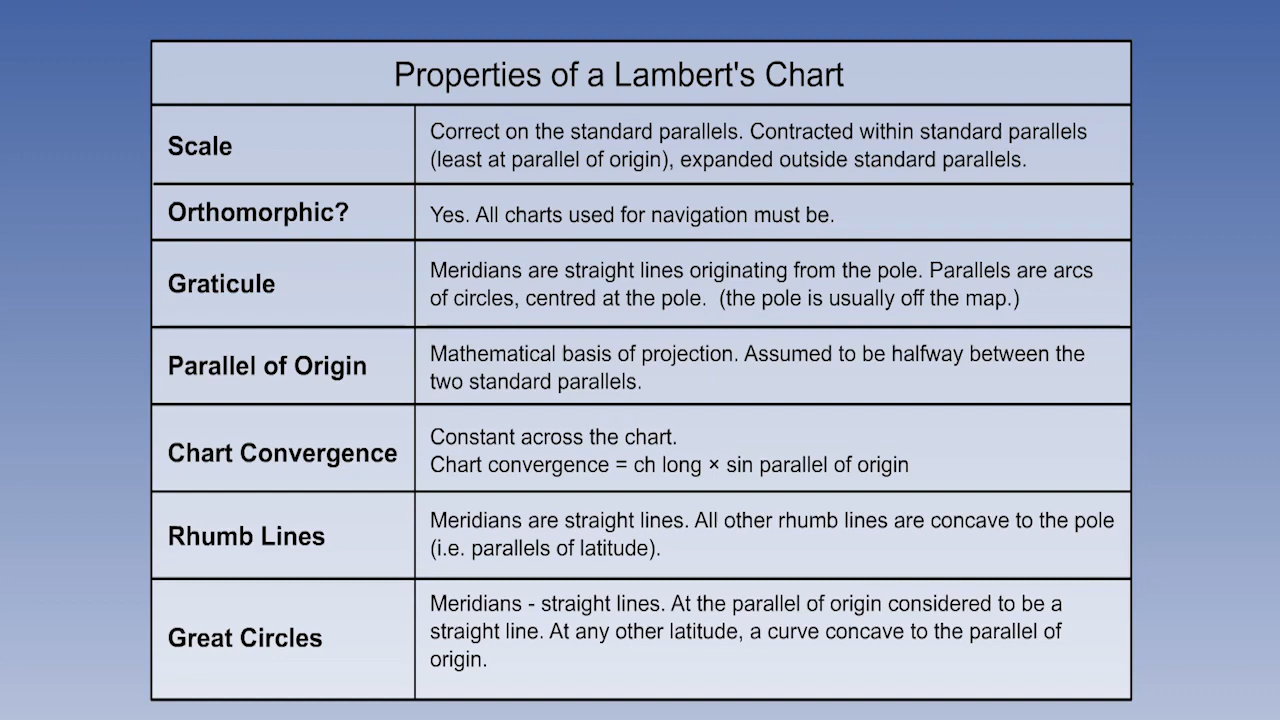 Properties of a Lambert's Chart
Scale
Correct on the standard parallels. Contracted within standard parallels
(least at parallel of origin), expanded outside standard parallels.
Orthomorphic?
Yes. All charts used for navigation must be.
Graticule
Meridians are straight lines originating from the pole. Parallels are arcs
of circles, centred at the pole.  (the pole is usually off the map.)
Parallel of Origin
Mathematical basis of projection. Assumed to be halfway between the
two standard parallels.
Chart Convergence
Constant across the chart.
Chart convergence = ch long × sin parallel of origin
Rhumb Lines
Meridians are straight lines. All other rhumb lines are concave to the pole
(i.e. parallels of latitude).
Great Circles
Meridians - straight lines. At the parallel of origin considered to be a
straight line. At any other latitude, a curve concave to the parallel of
origin.